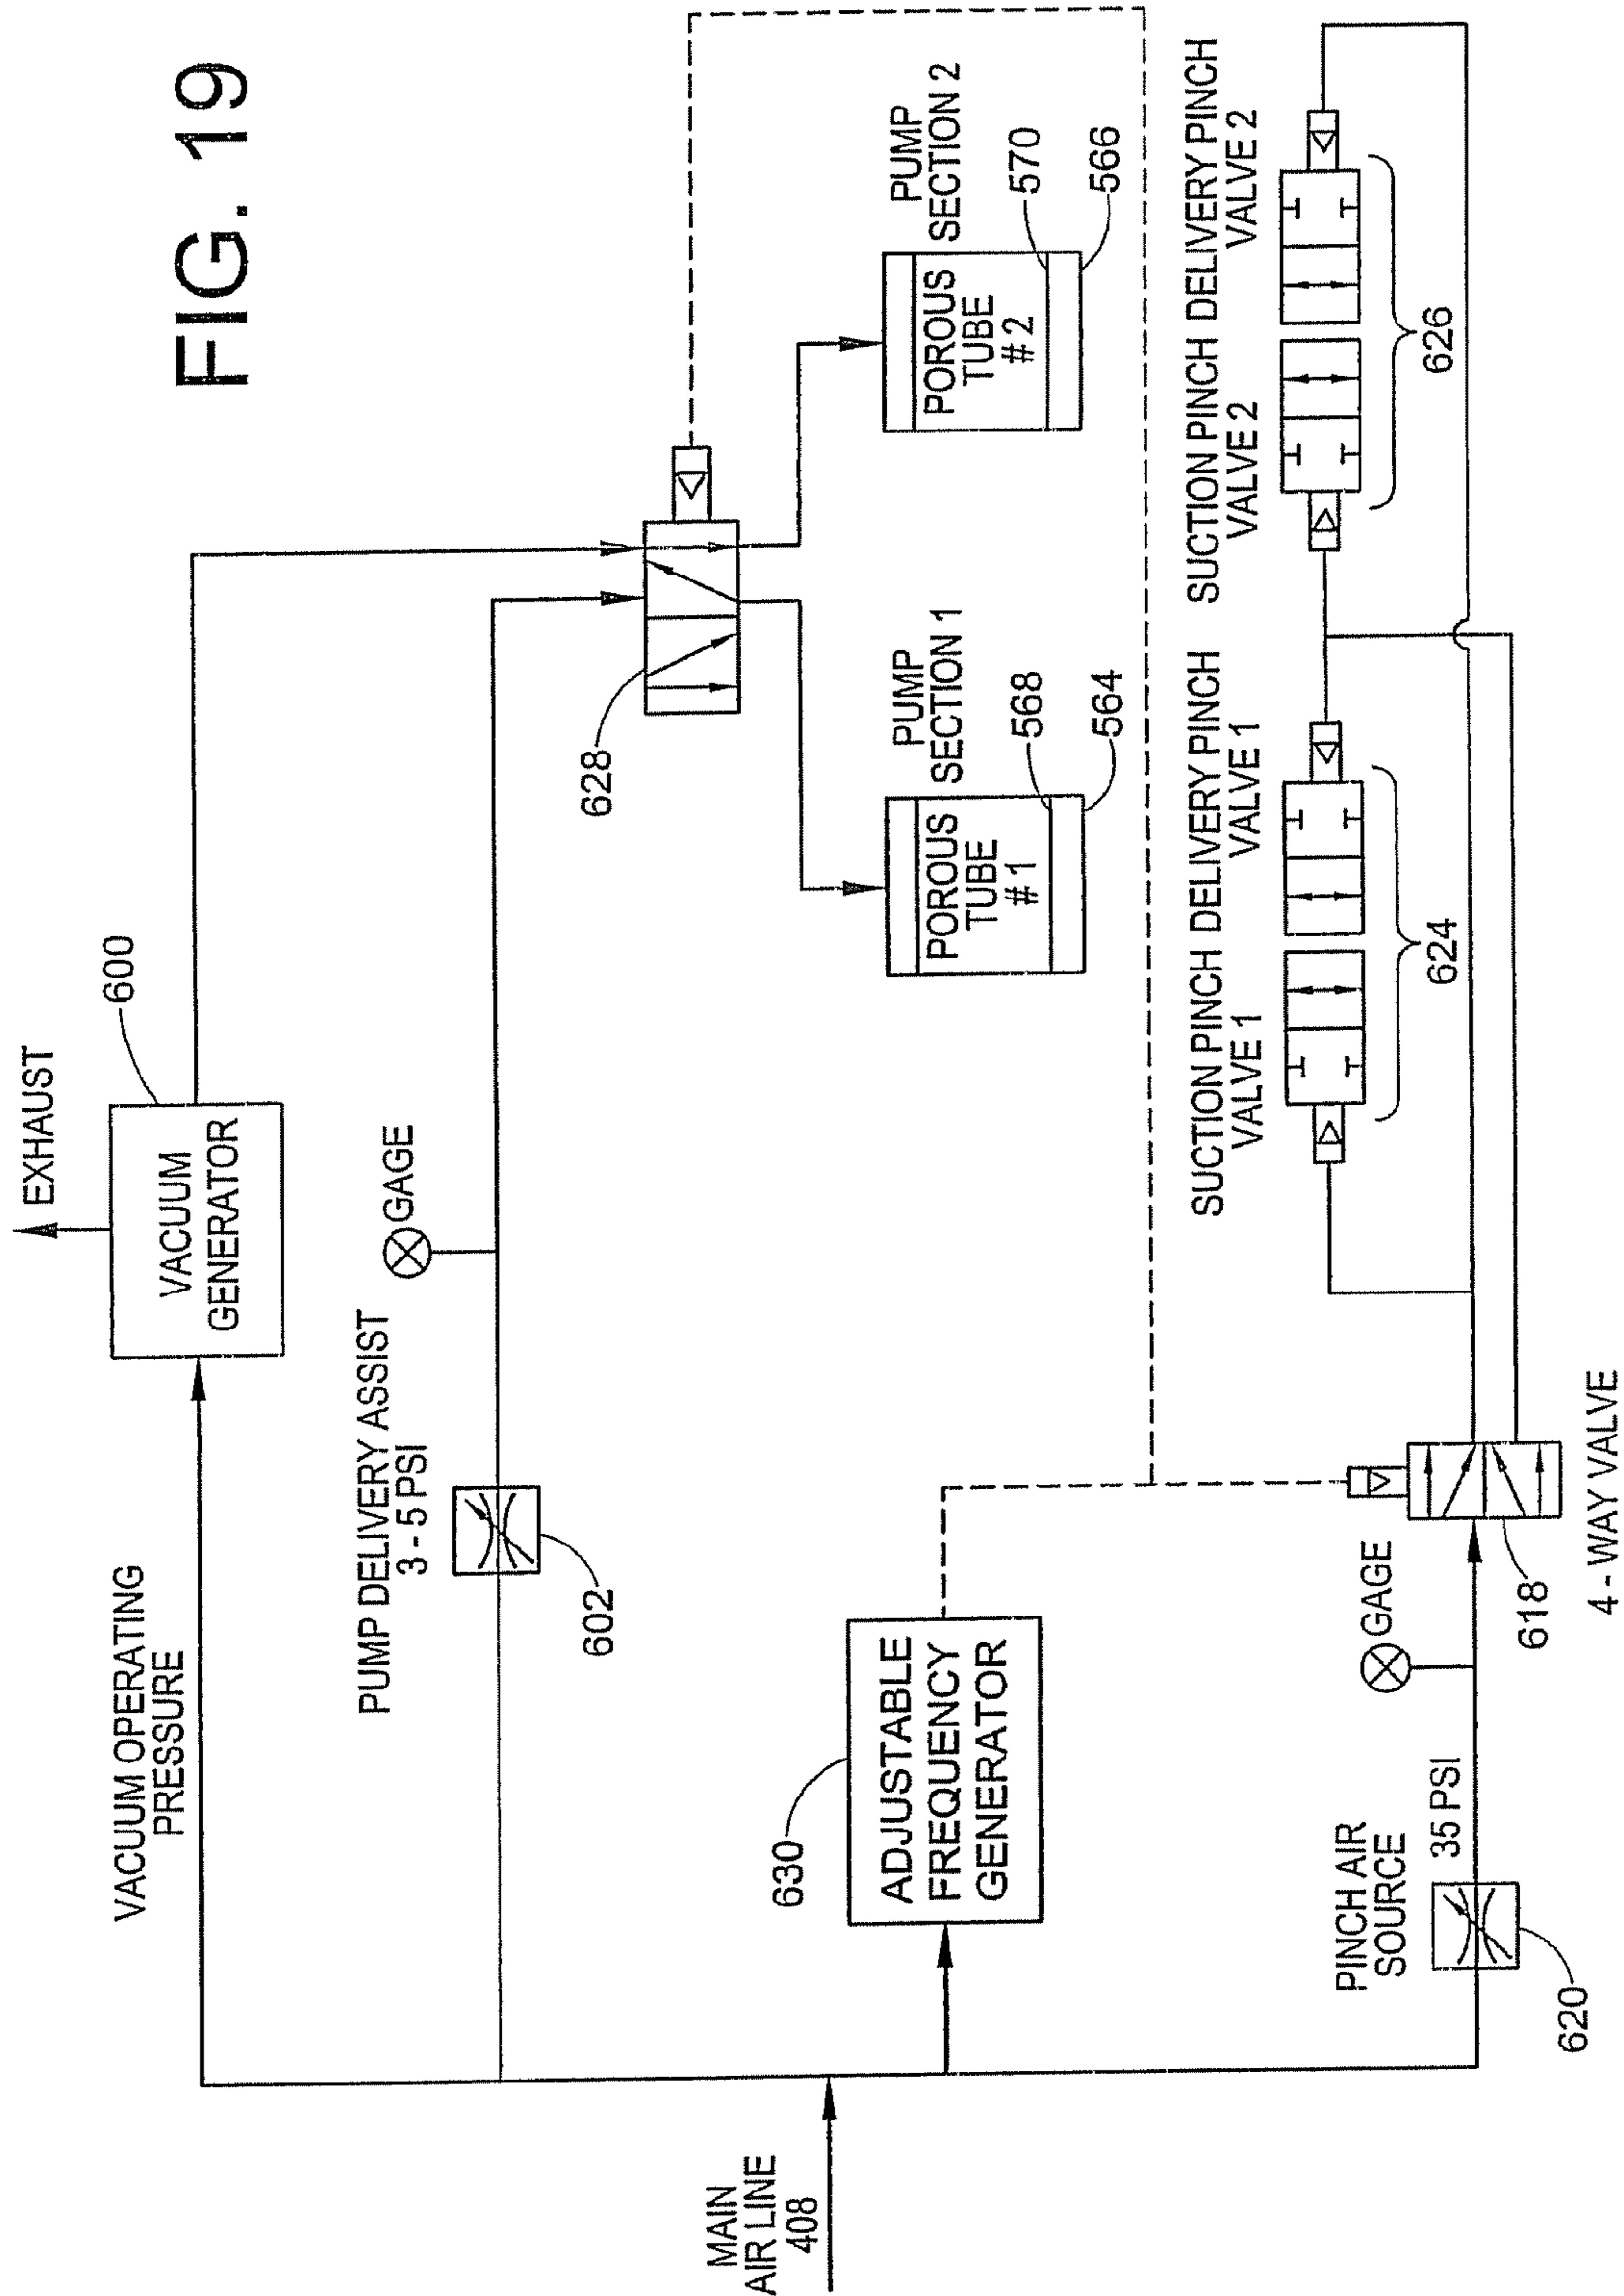 FIG. 19
EXHAUST
600
VACUUM
GENERATOR
VACUUM OPERATING
PRESSURE
GAGE
PUMP DELIVERY ASSIST
3 - 5 PSI
602
628
PUMP
SECTION 1
POROUS
TUBE
# 1
568
564
PUMP
SECTION 2
POROUS
TUBE
# 2
570
566
MAIN
AIR LINE
408
630
ADJUSTABLE
FREQUENCY
GENERATOR
PINCH AIR
SOURCE
35 PSI
620
GAGE
618
4 - WAY VALVE
SUCTION PINCH
VALVE 1
DELIVERY PINCH
VALVE 1
624
SUCTION PINCH
VALVE 2
DELIVERY PINCH
VALVE 2
626